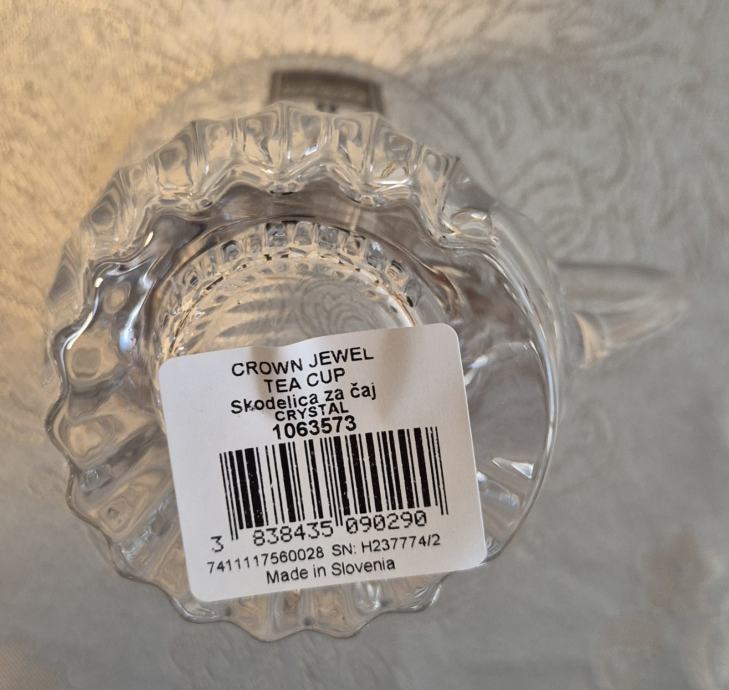 CROWN JEWEL
TEA CUP
Skodelica za čaj
CRYSTAL
1063573
3 838435 090290
7411117560028 SN: H237774/2
Made in Slovenia